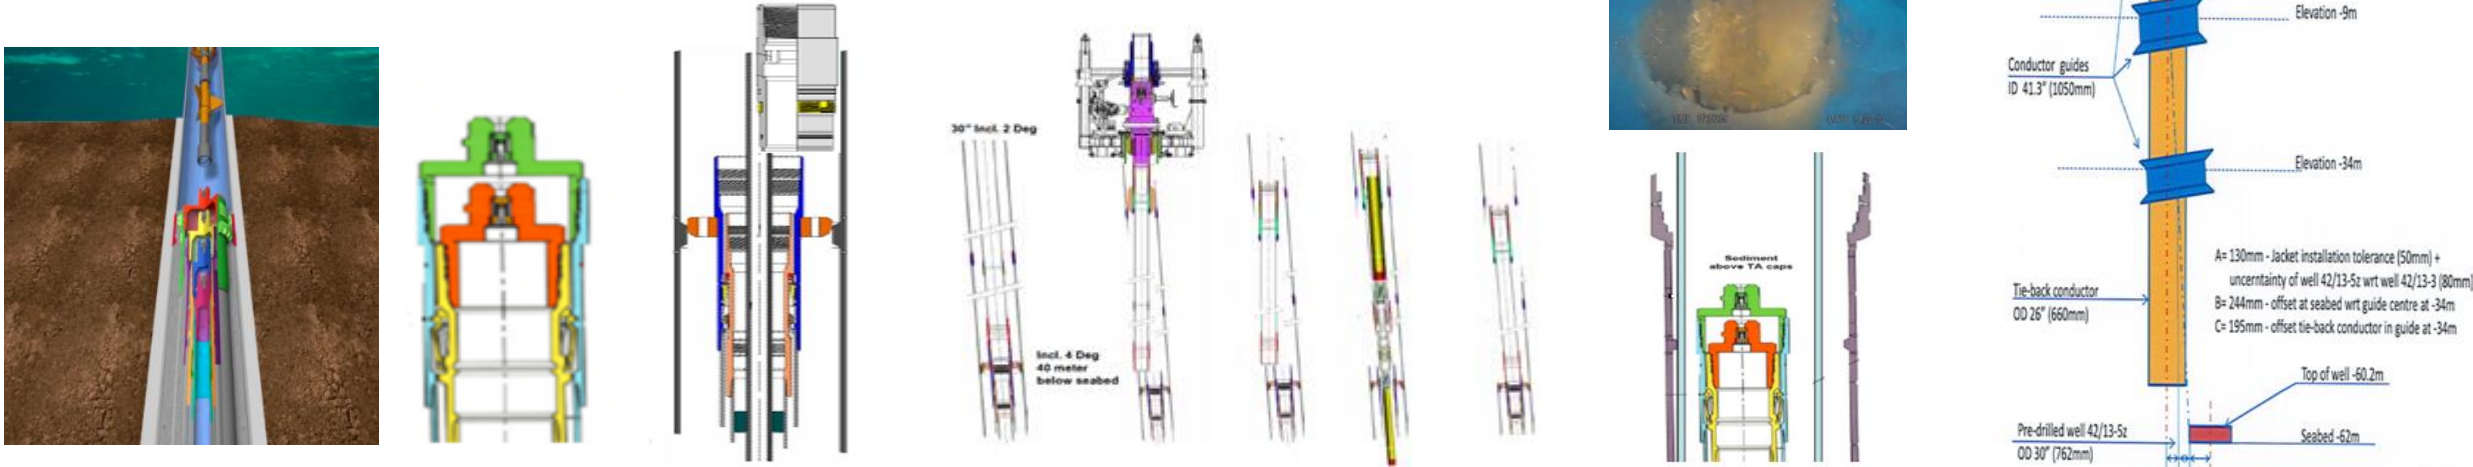 30" Incl. 2 Deg
Incl. 4 Deg
40 meter
below seabed
Sediment
above TA caps
Elevation -9m
Conductor guides
ID 41.3" (1050mm)
Elevation -34m
A= 130mm - Jacket installation tolerance (50mm) +
uncerntainty of well 42/13-5z wrt well 42/13-3 (80mm)
B= 244mm - offset at seabed wrt guide centre at -34m
C= 195mm - offset tie-back conductor in guide at -34m
Tie-back conductor
OD 26" (660mm)
Top of well -60.2m
Pre-drilled well 42/13-5z
OD 30" (762mm)
Seabed -62m